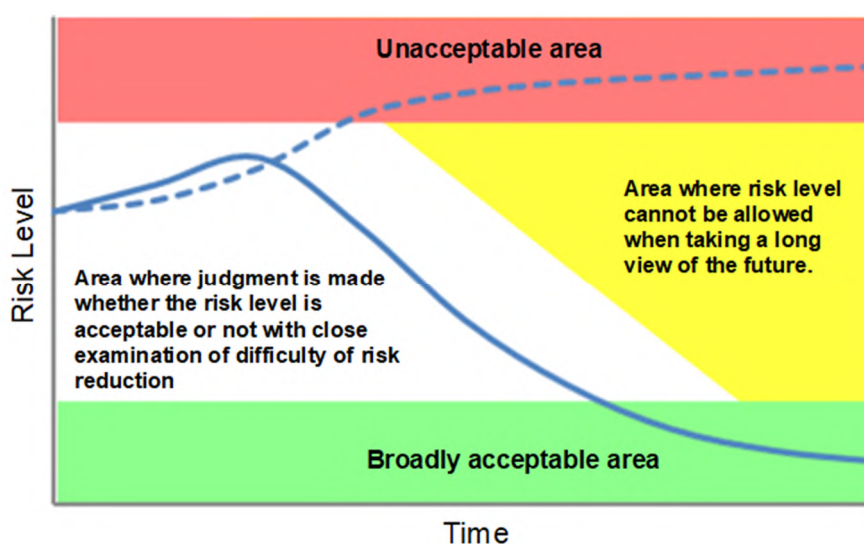 Unacceptable area
Area where risk level
cannot be allowed
when taking a long
view of the future.
Risk Level
Area where judgment is made
whether the risk level is
acceptable or not with close
examination of difficulty of risk
reduction
Broadly acceptable area
Time